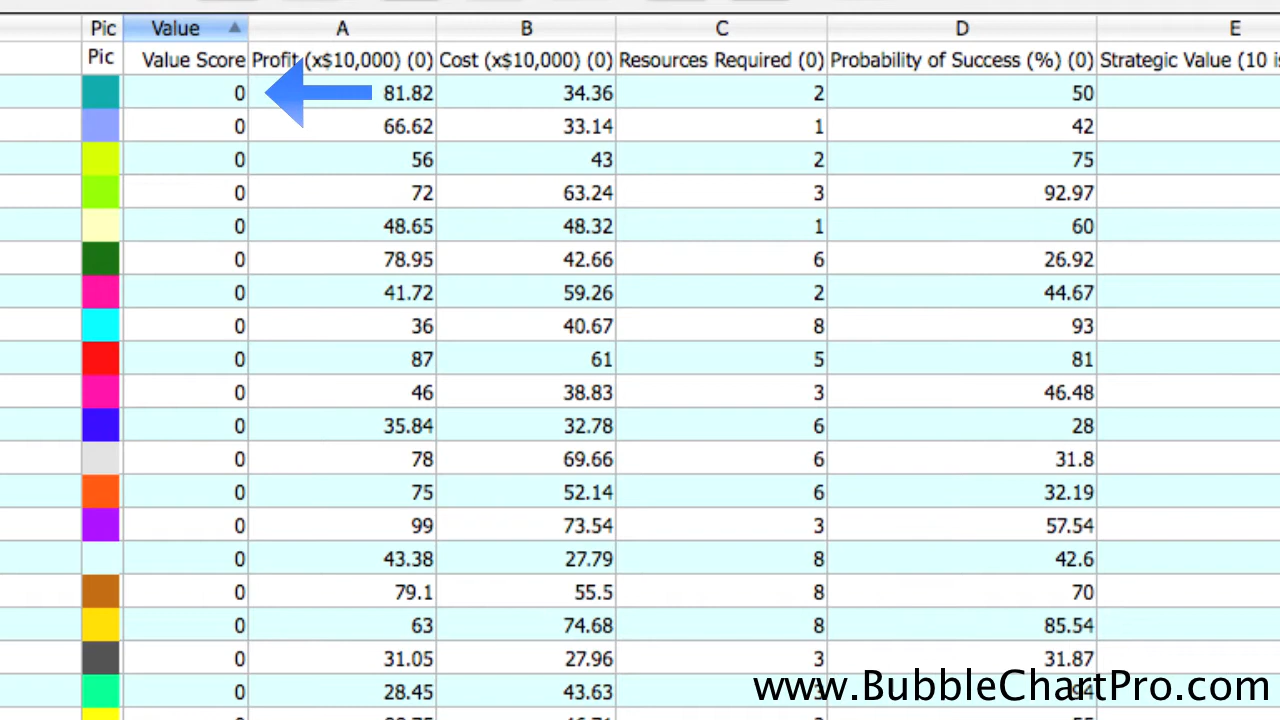 Pic Value A B C D E
Pic Value Score Profit (x$10,000) (0) Cost (x$10,000) (0) Resources Required (0) Probability of Success (%) (0) Strategic Value (10 is
0 81.82 34.36 2 50
0 66.62 33.14 1 42
0 56 43 2 75
0 72 63.24 3 92.97
0 48.65 48.32 1 60
0 78.95 42.66 6 26.92
0 41.72 59.26 2 44.67
0 36 40.67 8 93
0 87 61 5 81
0 46 38.83 3 46.48
0 35.84 32.78 6 28
0 78 69.66 6 31.8
0 75 52.14 6 32.19
0 99 73.54 3 57.54
0 43.38 27.79 8 42.6
0 79.1 55.5 8 70
0 63 74.68 8 85.54
0 31.05 27.96 3 31.87
0 28.45 43.63 3 94
www.BubbleChartPro.com